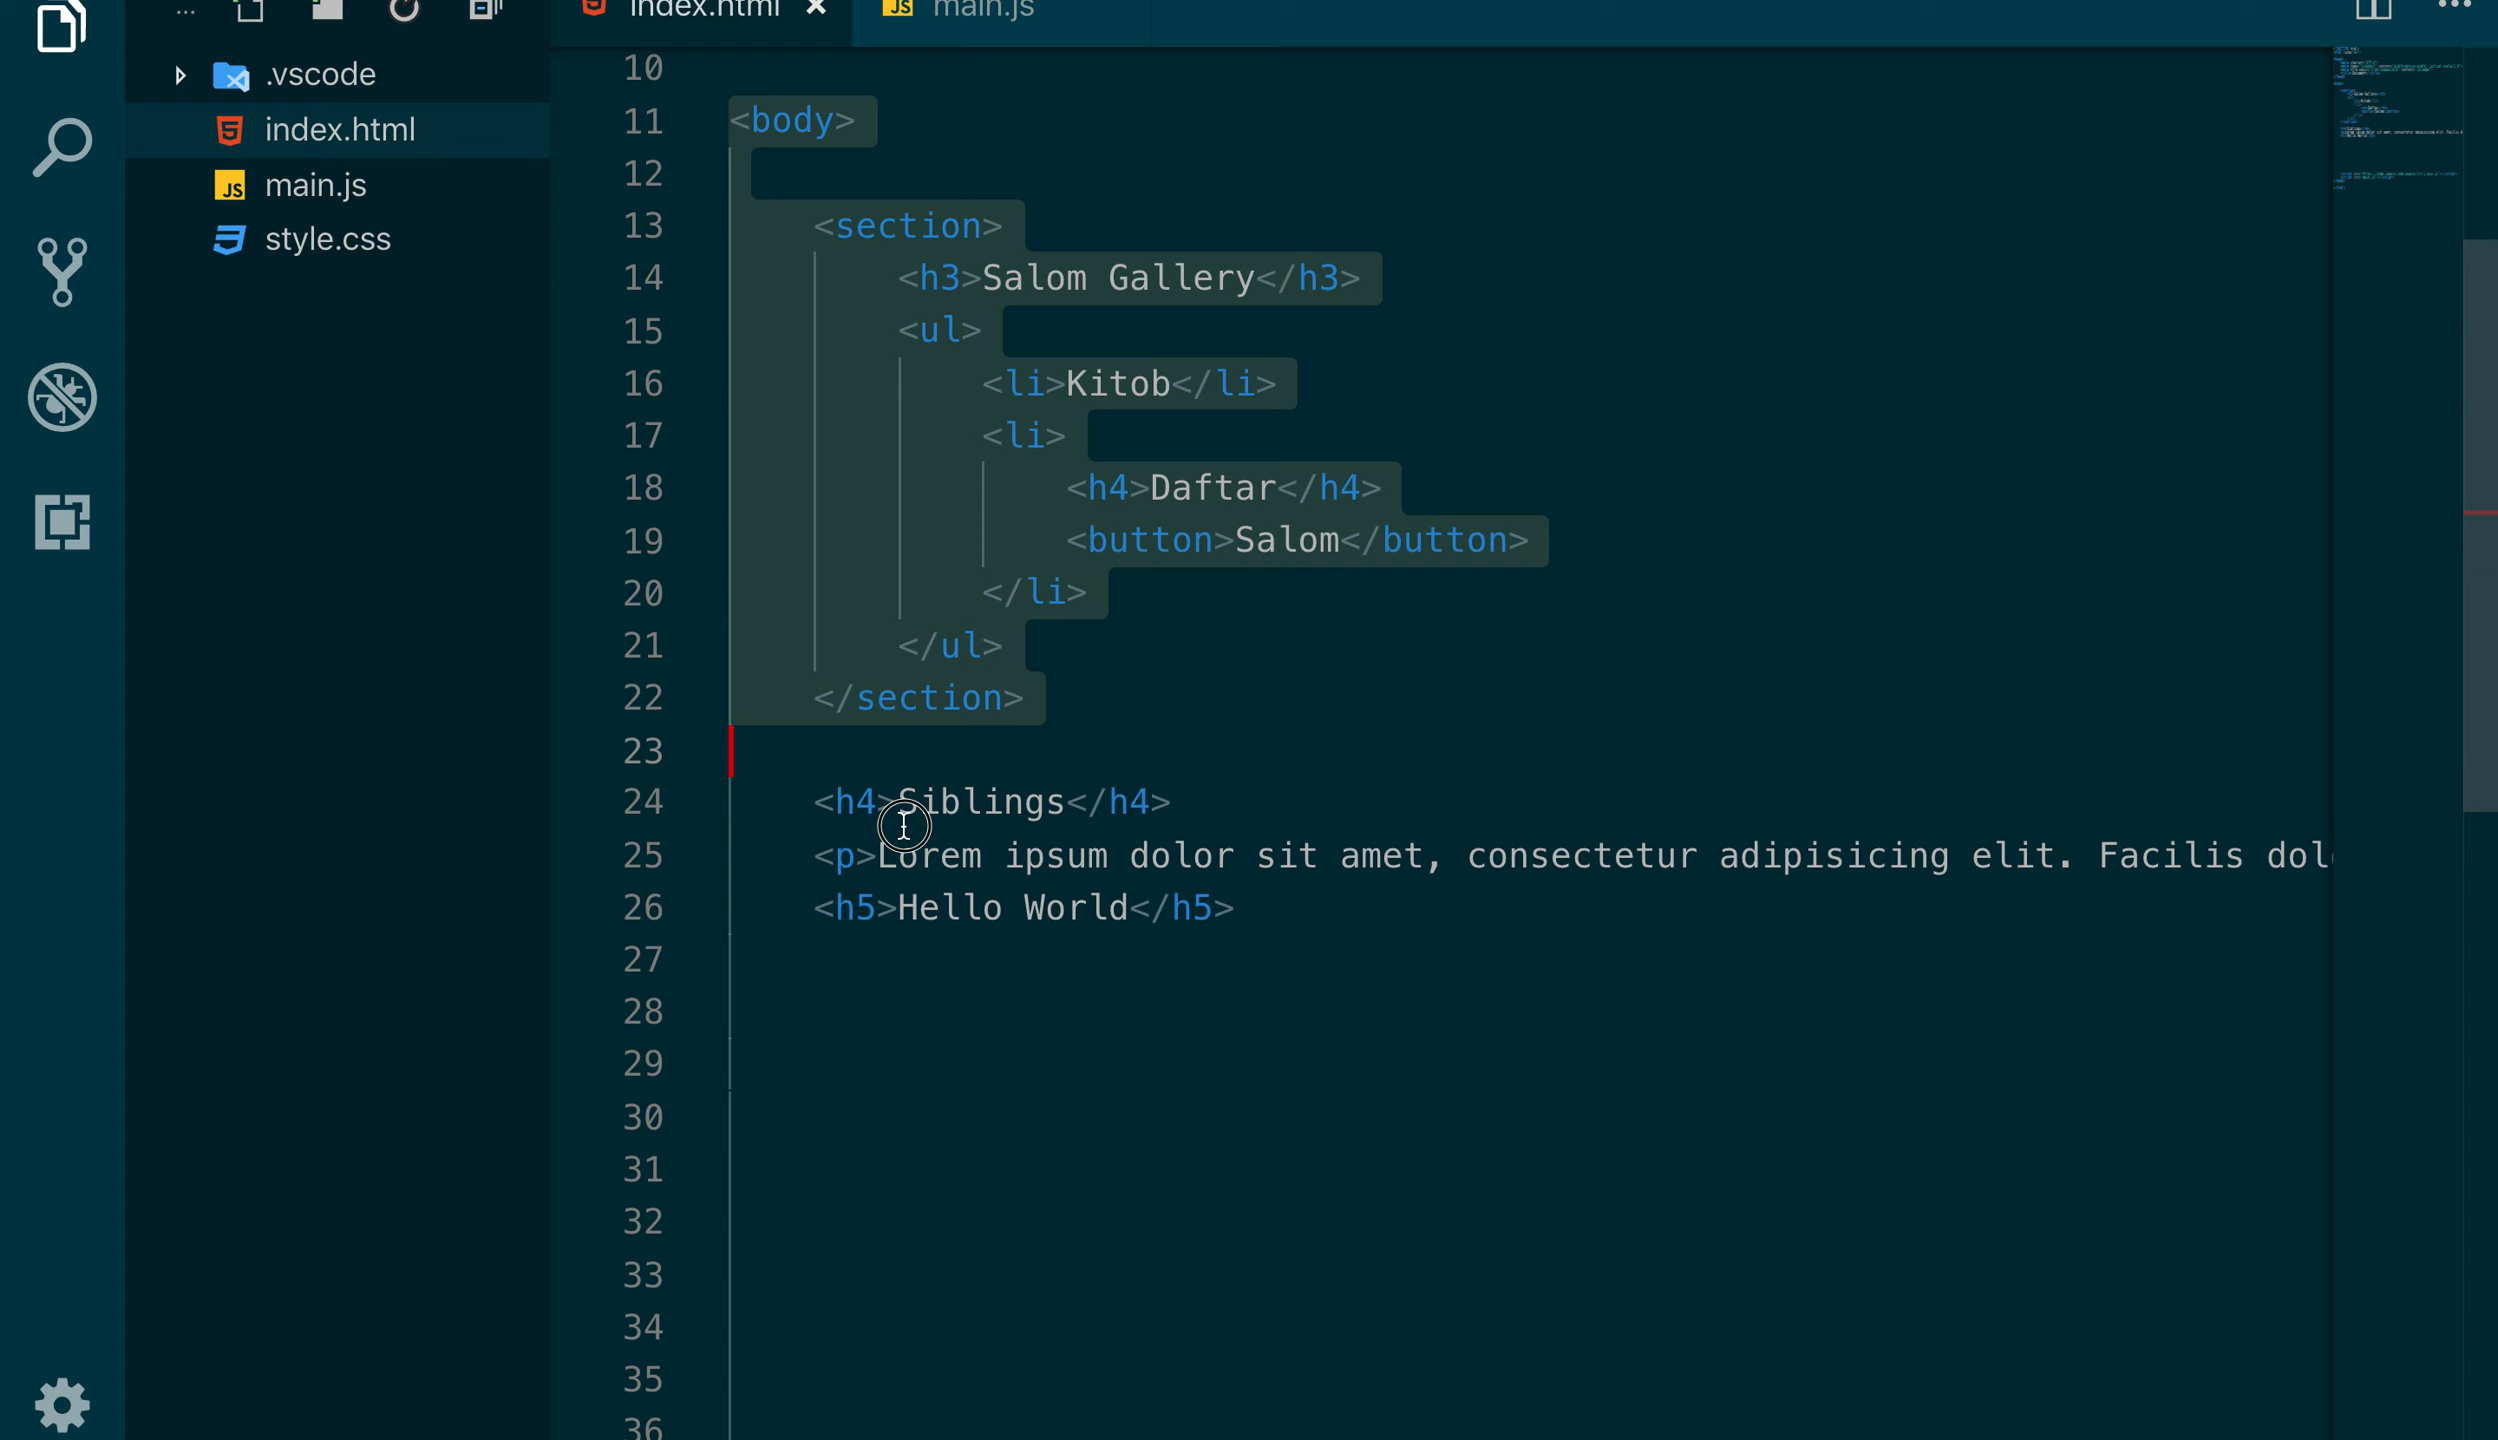 index.html main.js
.vscode
index.html
JS main.js
style.css
10
11 <body>
12
13 <section>
14 <h3>Salom Gallery</h3>
15 <ul>
16 <li>Kitob</li>
17 <li>
18 <h4>Daftar</h4>
19 <button>Salom</button>
20 </li>
21 </ul>
22 </section>
23
24 <h4>Siblings</h4>
25 <p>Lorem ipsum dolor sit amet, consectetur adipisicing elit. Facilis
26 <h5>Hello World</h5>
27
28
29
30
31
32
33
34
35
36